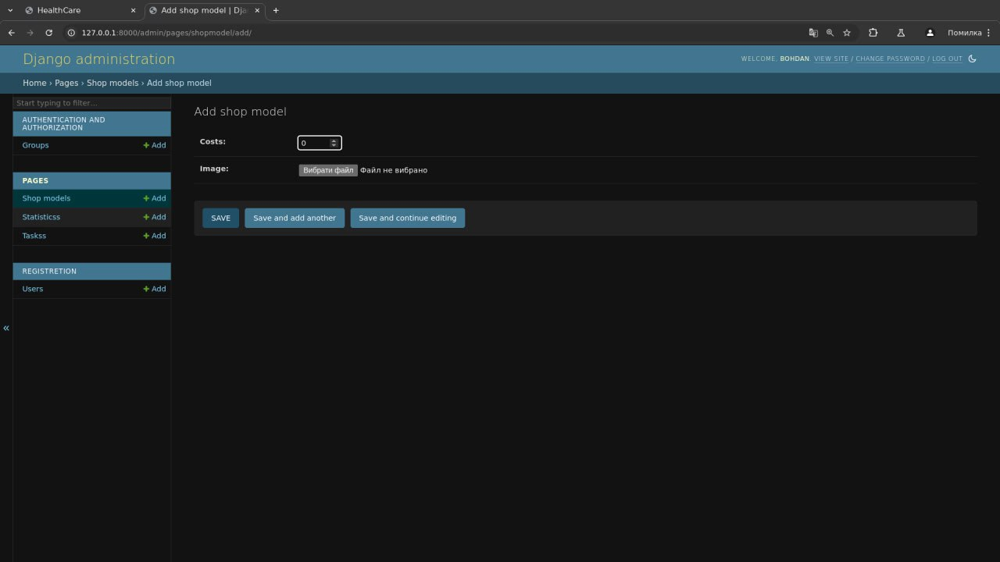 HealthCare
Add shop model | Dja
127.0.0.1:8000/admin/pages/shopmodel/add/
Помилка
Django administration
WELCOME, BOHDAN. VIEW SITE / CHANGE PASSWORD / LOG OUT
Home › Pages › Shop models › Add shop model
Start typing to filter...
AUTHENTICATION AND
AUTHORIZATION
Groups
+ Add
PAGES
Shop models
+ Add
Statisticss
+ Add
Taskss
+ Add
REGISTRETION
Users
+ Add
«
Add shop model
Costs:
0
Image:
Вибрати файл Файл не вибрано
SAVE
Save and add another
Save and continue editing